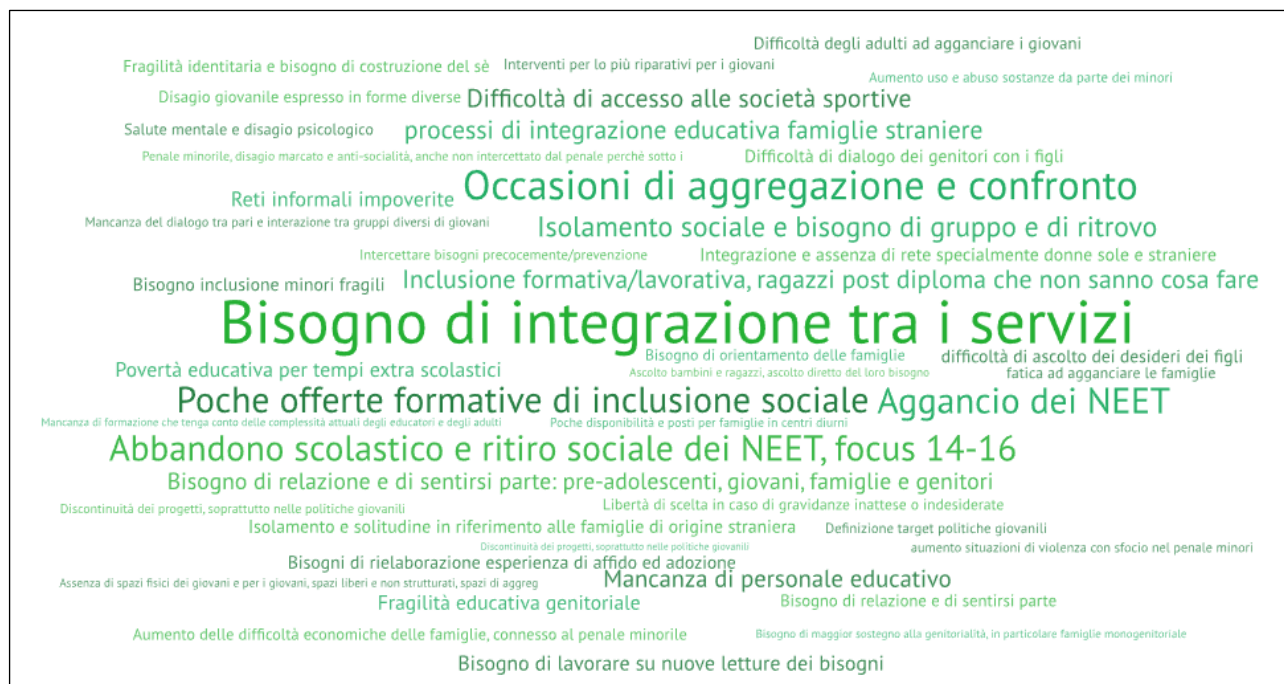 Difficoltà degli adulti ad agganciare i giovani
Fragilità identitaria e bisogno di costruzione del sè
Interventi per lo più riparativi per i giovani
Aumento uso e abuso sostanze da parte dei minori
Disagio giovanile espresso in forme diverse
Difficoltà di accesso alle società sportive
Salute mentale e disagio psicologico
processi di integrazione educativa famiglie straniere
Penale minorile, disagio marcato e anti-socialità, anche non intercettato dal penale perchè sotto i
Difficoltà di dialogo dei genitori con i figli
Reti informali impoverite
Occasioni di aggregazione e confronto
Mancanza del dialogo tra pari e interazione tra gruppi diversi di giovani
Isolamento sociale e bisogno di gruppo e di ritrovo
Intercettare bisogni precocemente/prevenzione
Integrazione e assenza di rete specialmente donne sole e straniere
Bisogno inclusione minori fragili
Inclusione formativa/lavorativa, ragazzi post diploma che non sanno cosa fare
Bisogno di integrazione tra i servizi
Bisogno di orientamento delle famiglie
difficoltà di ascolto dei desideri dei figli
Povertà educativa per tempi extra scolastici
Ascolto bambini e ragazzi, ascolto diretto del loro bisogno
fatica ad agganciare le famiglie
Poche offerte formative di inclusione sociale
Aggancio dei NEET
Mancanza di formazione che tenga conto delle complessità attuali degli educatori e degli adulti
Poche disponibilità e posti per famiglie in centri diurni
Abbandono scolastico e ritiro sociale dei NEET, focus 14-16
Bisogno di relazione e di sentirsi parte: pre-adolescenti, giovani, famiglie e genitori
Discontinuità dei progetti, soprattutto nelle politiche giovanili
Libertà di scelta in caso di gravidanze inattese o indesiderate
Isolamento e solitudine in riferimento alle famiglie di origine straniera
Definizione target politiche giovanili
Discontinuità dei progetti, soprattutto nelle politiche giovanili
aumento situazioni di violenza con sfocio nel penale minori
Bisogni di rielaborazione esperienza di affido ed adozione
Assenza di spazi fisici dei giovani e per i giovani, spazi liberi e non strutturati, spazi di aggreg
Mancanza di personale educativo
Fragilità educativa genitoriale
Bisogno di relazione e di sentirsi parte
Aumento delle difficoltà economiche delle famiglie, connesso al penale minorile
Bisogno di maggior sostegno alla genitorialità, in particolare famiglie monogenitoriale
Bisogno di lavorare su nuove letture dei bisogni